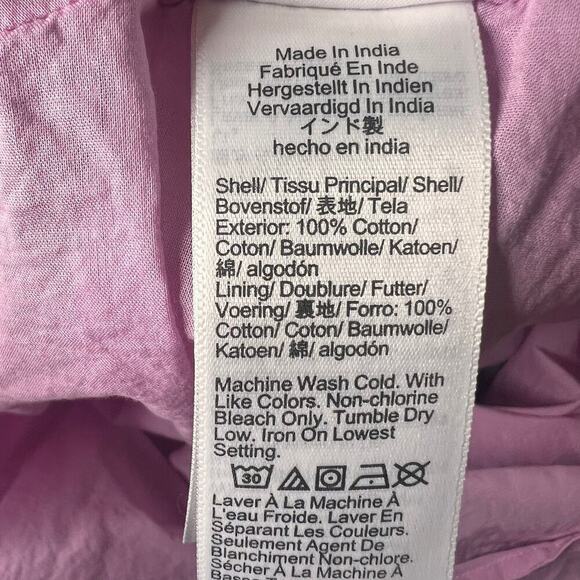 Made In India
Fabriqué En Inde
Hergestellt In Indien
Vervaardigd In India
インド製
hecho en india
Shell/ Tissu Principal/ Shell/
Bovenstof/ 表地/ Tela
Exterior: 100% Cotton/
Coton/ Baumwolle/ Katoen/
綿/ algodón
Lining/ Doublure/ Futter/
Voering/ 裏地/ Forro: 100%
Cotton/ Coton/ Baumwolle/
Katoen/ 綿/ algodón
Machine Wash Cold. With
Like Colors. Non-chlorine
Bleach Only. Tumble Dry
Low. Iron On Lowest
Setting.
30
Laver À La Machine À
L'eau Froide. Laver En
Séparant Les Couleurs.
Seulement Agent De
Blanchiment Non-chlore.
Sécher À La Machine À